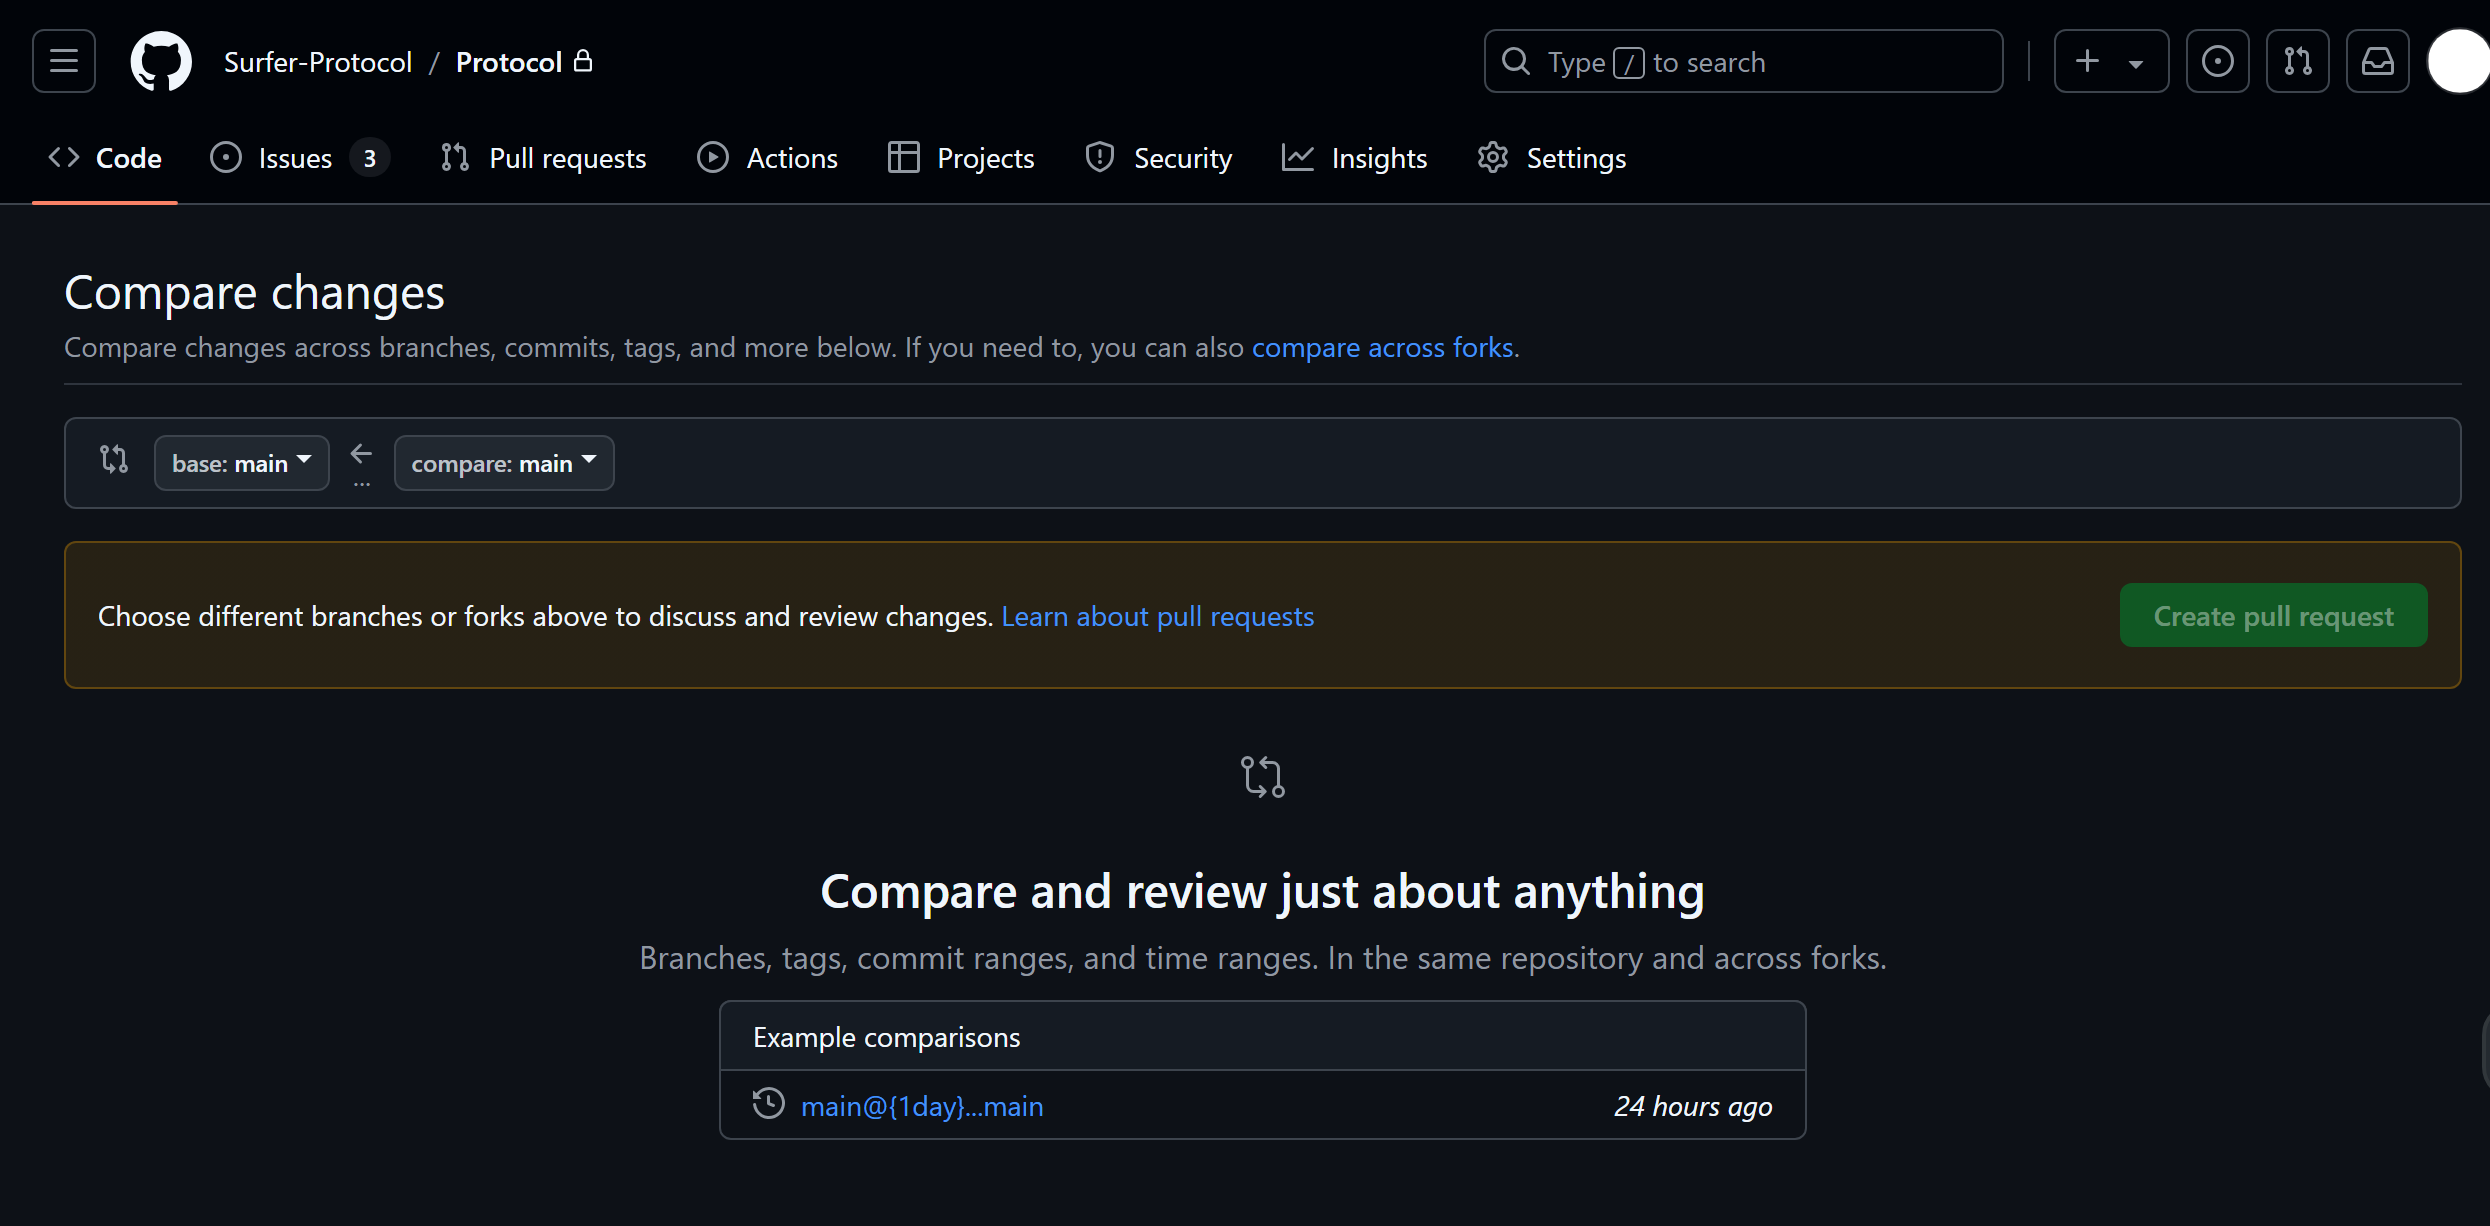 Surfer-Protocol / Protocol
Type / to search
Code Issues 3 Pull requests Actions Projects Security Insights Settings
Compare changes
Compare changes across branches, commits, tags, and more below. If you need to, you can also compare across forks.
base: main ... compare: main
Choose different branches or forks above to discuss and review changes. Learn about pull requests
Create pull request
Compare and review just about anything
Branches, tags, commit ranges, and time ranges. In the same repository and across forks.
Example comparisons
main@{1day}...main 24 hours ago